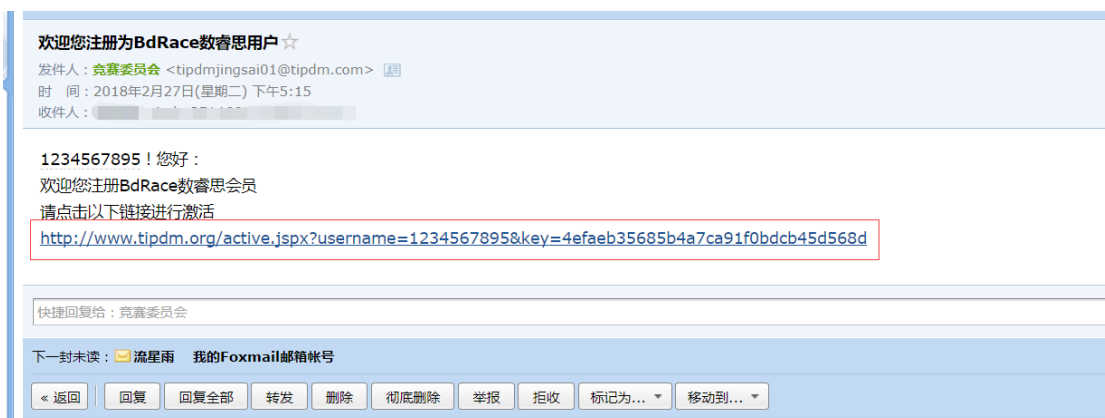 欢迎您注册为BdRace数睿思用户☆
发件人：竞赛委员会 <tipdmjingsai01@tipdm.com>
时 间：2018年2月27日(星期二) 下午5:15
收件人：
1234567895！您好：
欢迎您注册BdRace数睿思会员
请点击以下链接进行激活
http://www.tipdm.org/active.jspx?username=1234567895&key=4efaeb35685b4a7ca91f0bdcb45d568d
快捷回复给：竞赛委员会
下一封未读： 流星雨 我的Foxmail邮箱帐号
« 返回 回复 回复全部 转发 删除 彻底删除 举报 拒收 标记为... 移动到...